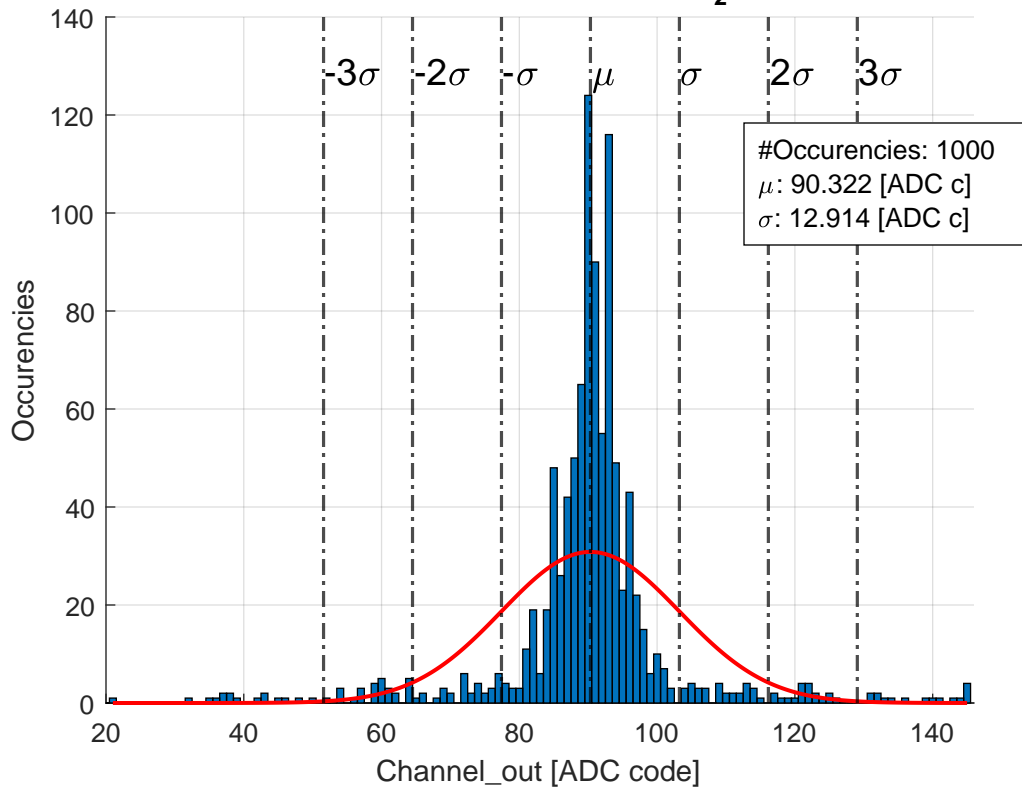 2
140
120
100
80
60
40
20
0
-3σ
-2σ
-σ
μ
σ
2σ
3σ
#Occurencies: 1000
μ: 90.322 [ADC c]
σ: 12.914 [ADC c]
Occurencies
20
40
60
80
100
120
140
Channel_out [ADC code]